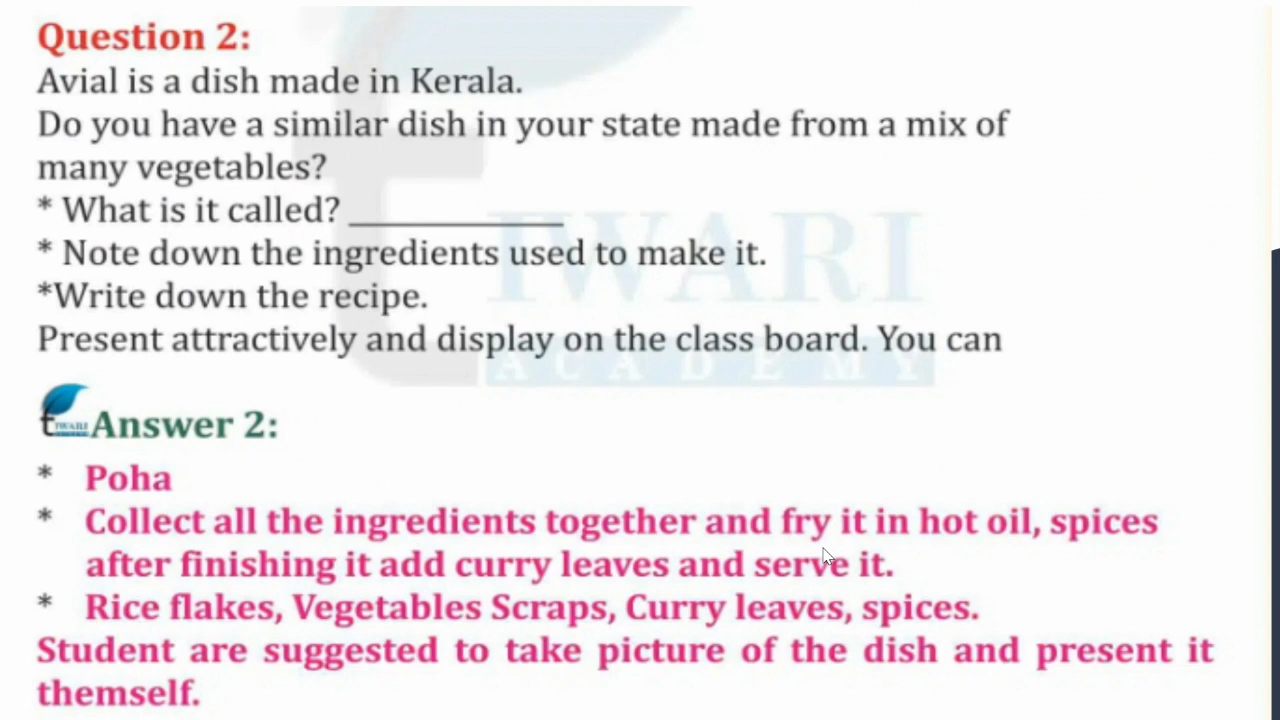 Question 2:
Avial is a dish made in Kerala.
Do you have a similar dish in your state made from a mix of
many vegetables?
* What is it called? ____________
* Note down the ingredients used to make it.
*Write down the recipe.
Present attractively and display on the class board. You can
TIWARI
ACADEMY
Answer 2:
* Poha
* Collect all the ingredients together and fry it in hot oil, spices
after finishing it add curry leaves and serve it.
* Rice flakes, Vegetables Scraps, Curry leaves, spices.
Student are suggested to take picture of the dish and present it
themself.